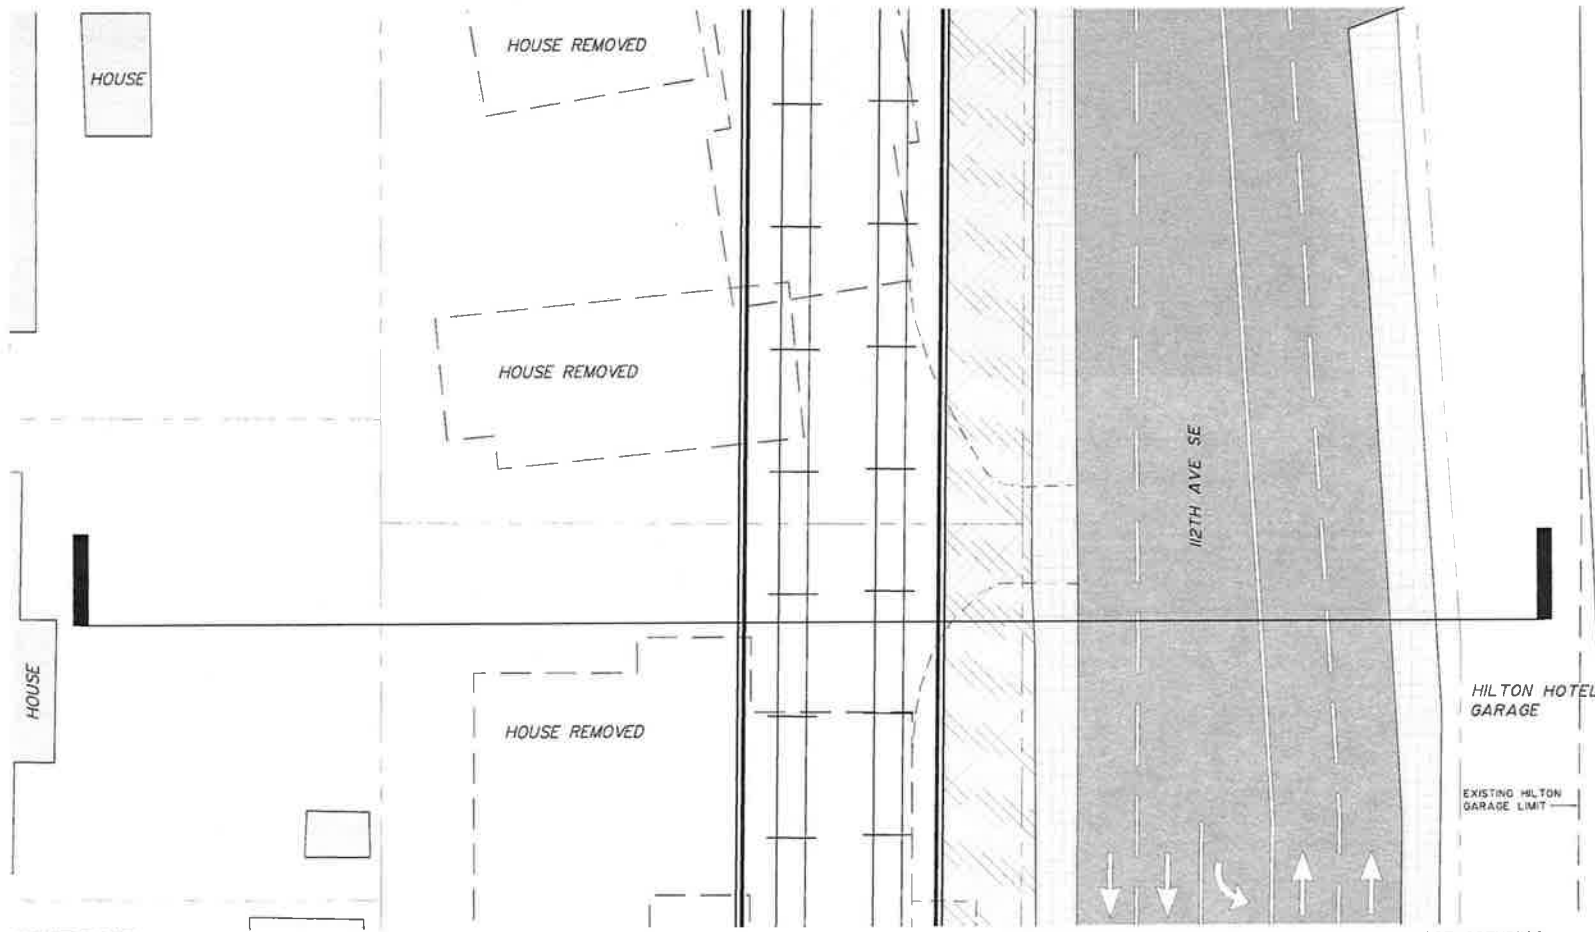 HOUSE REMOVED
HOUSE
HOUSE REMOVED
112TH AVE SE
HOUSE
HOUSE REMOVED
HILTON HOTEL
GARAGE
EXISTING HILTON
GARAGE LIMIT